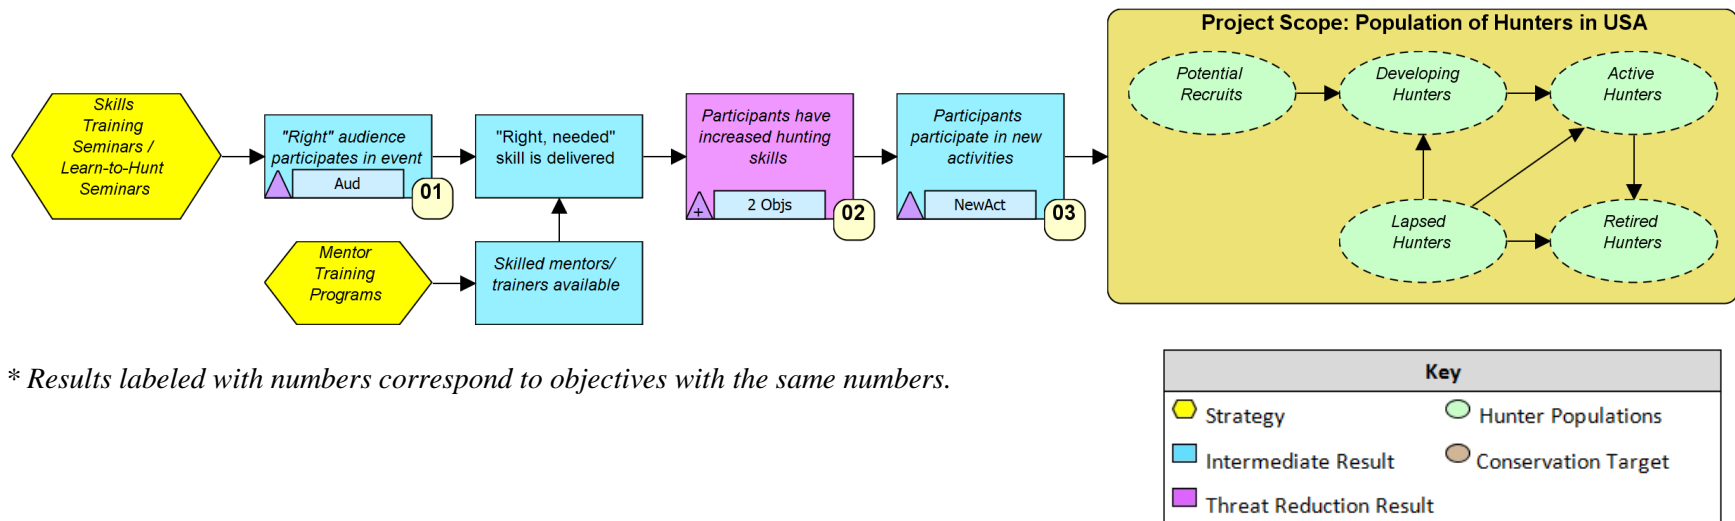 Project Scope: Population of Hunters in USA
Skills
Training
Seminars /
Learn-to-Hunt
Seminars
"Right" audience
participates in event
Aud
01
"Right, needed"
skill is delivered
Participants have
increased hunting
skills
+
2 Objs
02
Participants
participate in new
activities
NewAct
03
Potential
Recruits
Developing
Hunters
Active
Hunters
Lapsed
Hunters
Retired
Hunters
Mentor
Training
Programs
Skilled mentors/
trainers available
* Results labeled with numbers correspond to objectives with the same numbers.
Key
Strategy
Hunter Populations
Intermediate Result
Conservation Target
Threat Reduction Result